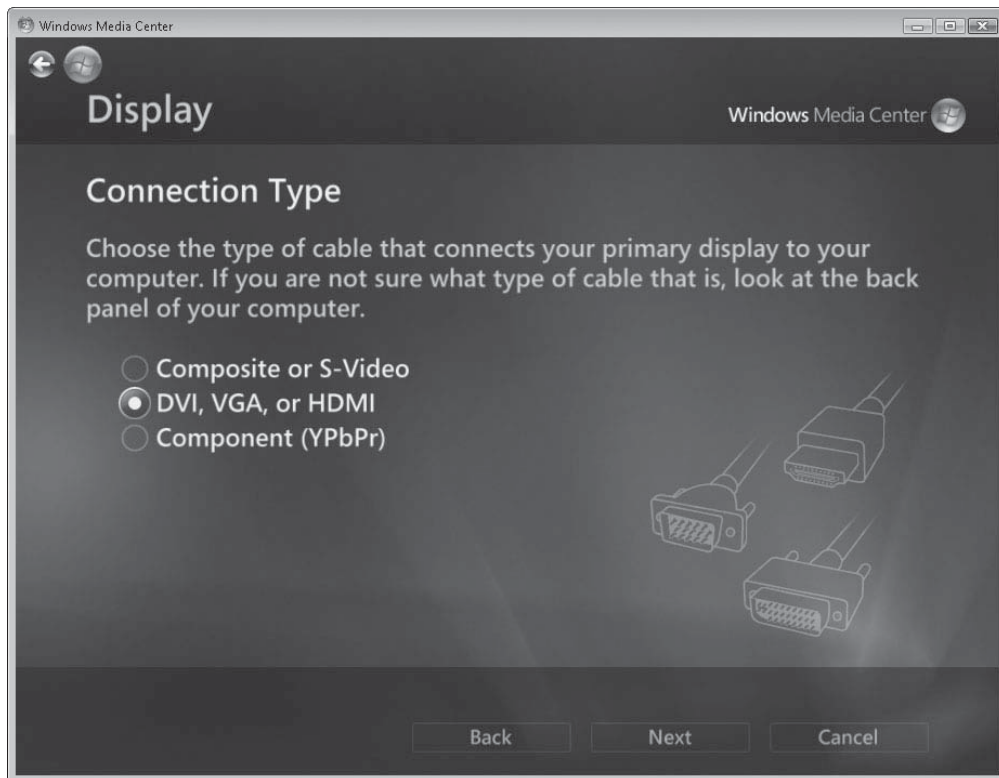 Windows Media Center
Display
Windows Media Center
Connection Type
Choose the type of cable that connects your primary display to your
computer. If you are not sure what type of cable that is, look at the back
panel of your computer.
Composite or S-Video
DVI, VGA, or HDMI
Component (YPbPr)
Back Next Cancel